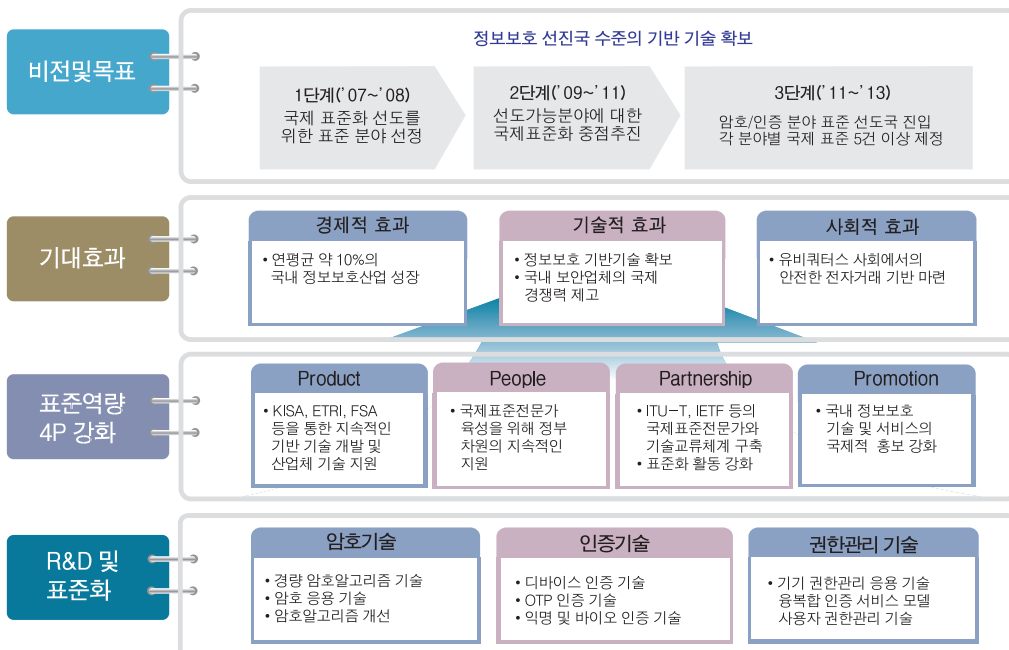 비전및목표
정보보호 선진국 수준의 기반 기술 확보
1단계('07~'08)
국제 표준화 선도를
위한 표준 분야 선정
2단계('09~'11)
선도가능분야에 대한
국제표준화 중점추진
3단계('11~'13)
암호/인증 분야 표준 선도국 진입
각 분야별 국제 표준 5건 이상 제정
기대효과
경제적 효과
• 연평균 약 10%의
국내 정보보호산업 성장
기술적 효과
• 정보보호 기반기술 확보
• 국내 보안업체의 국제
경쟁력 제고
사회적 효과
• 유비쿼터스 사회에서의
안전한 전자거래 기반 마련
표준역량
4P 강화
Product
• KISA, ETRI, FSA
등을 통한 지속적인
기반 기술 개발 및
산업체 기술 지원
People
• 국제표준전문가
육성을 위해 정부
차원의 지속적인
지원
Partnership
• ITU-T, IETF 등의
국제표준전문가와
기술교류체계 구축
• 표준화 활동 강화
Promotion
• 국내 정보보호
기술 및 서비스의
국제적 홍보 강화
R&D 및
표준화
암호기술
• 경량 암호알고리즘 기술
• 암호 응용 기술
• 암호알고리즘 개선
인증기술
• 디바이스 인증 기술
• OTP 인증 기술
• 익명 및 바이오 인증 기술
권한관리 기술
• 기기 권한관리 응용 기술
융복합 인증 서비스 모델
사용자 권한관리 기술